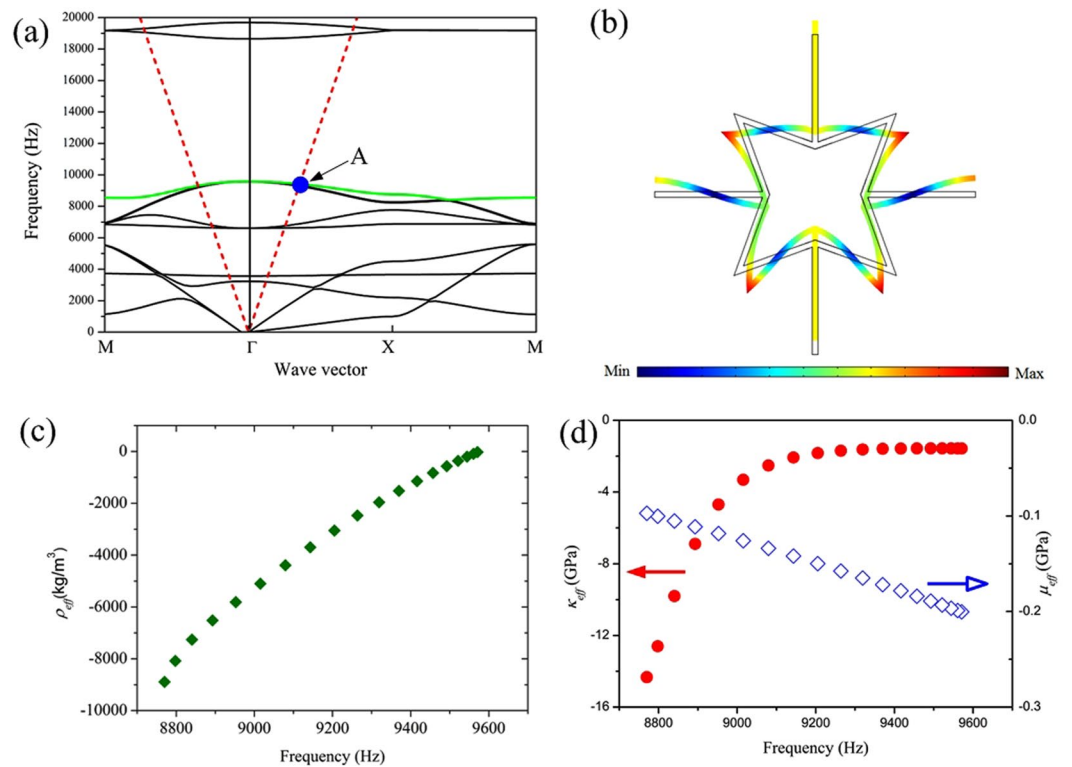 (a)
20000
18000
16000
14000
12000
10000
8000
6000
4000
2000
0
Frequency (Hz)
A
M Γ X M
Wave vector
(b)
Min Max
(c)
0
-2000
-4000
-6000
-8000
-10000
ρeff(kg/m³)
8800 9000 9200 9400 9600
Frequency (Hz)
(d)
0
-4
-8
-12
-16
κeff (GPa)
0.0
-0.1
-0.2
-0.3
μeff (GPa)
8800 9000 9200 9400 9600
Frequency (Hz)